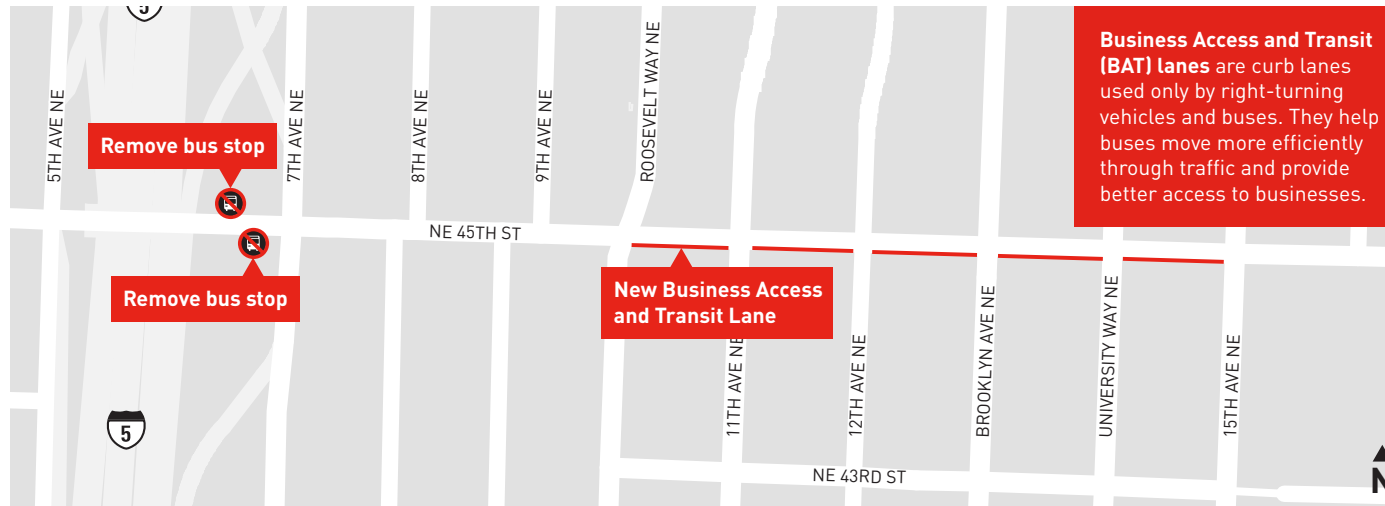 5
Business Access and Transit
(BAT) lanes are curb lanes
used only by right-turning
vehicles and buses. They help
buses move more efficiently
through traffic and provide
better access to businesses.
5TH AVE NE
Remove bus stop
7TH AVE NE
8TH AVE NE
9TH AVE NE
ROOSEVELT WAY NE
NE 45TH ST
Remove bus stop
New Business Access
and Transit Lane
11TH AVE NE
12TH AVE NE
BROOKLYN AVE NE
UNIVERSITY WAY NE
15TH AVE NE
5
NE 43RD ST
N